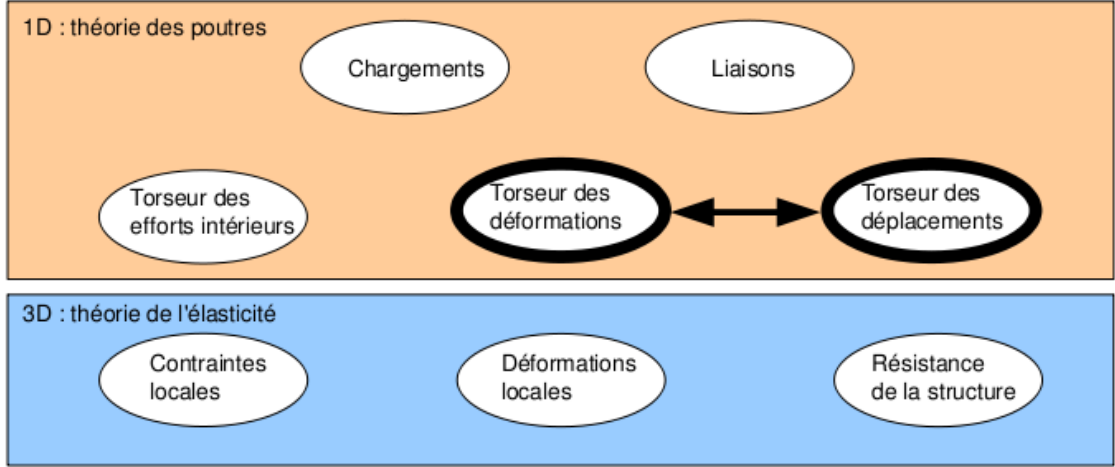 1D : théorie des poutres
Chargements
Liaisons
Torseur des
efforts intérieurs
Torseur des
déformations
Torseur des
déplacements
3D : théorie de l'élasticité
Contraintes
locales
Déformations
locales
Résistance
de la structure